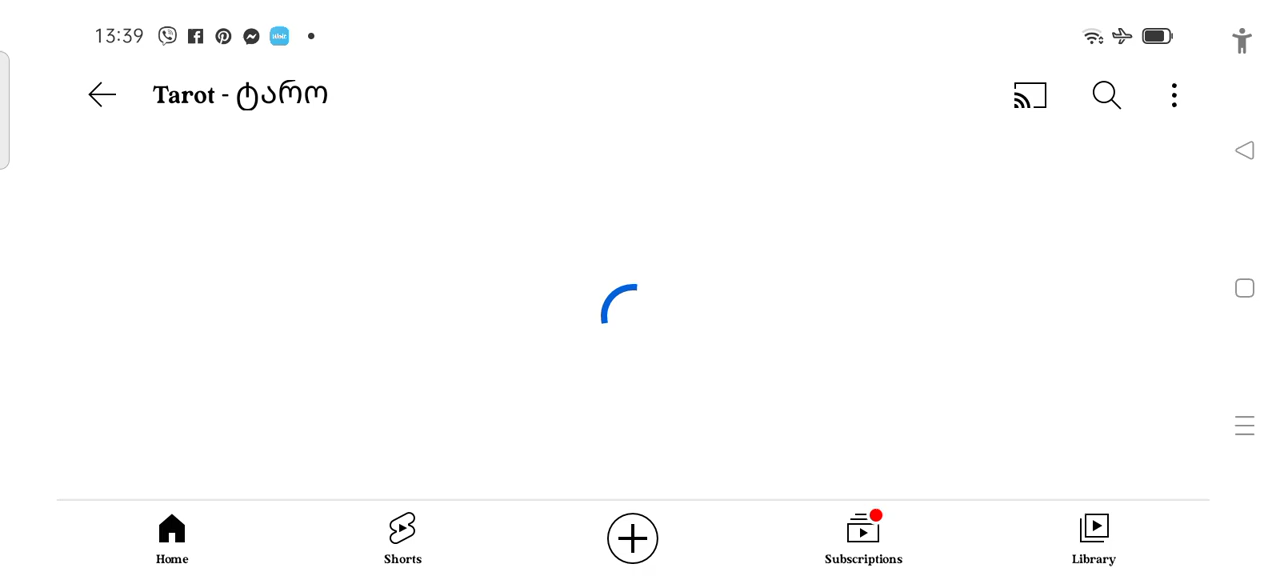 13:39
Tarot - ტარო
Home
Shorts
Subscriptions
Library